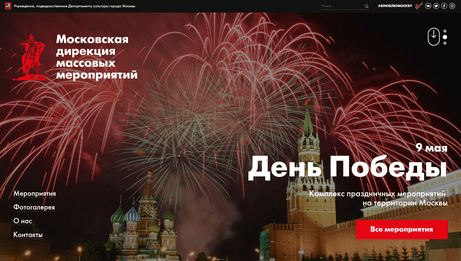 Учреждение, подведомственное Департаменту культуры города Москвы
Поиск
#ЯЛЮБЛЮМОСКВУ
Московская
дирекция
массовых
мероприятий
9 мая
День Победы
Комплекс праздничных мероприятий
на территории Москвы
Мероприятия
Фотогалерея
О нас
Контакты
Все мероприятия